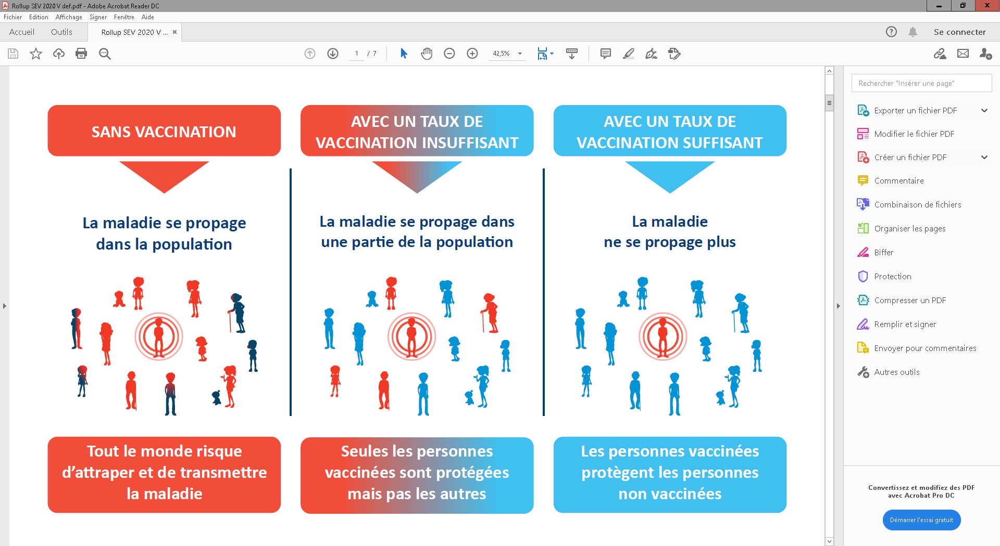 Rollup SEV 2020 V def.pdf - Adobe Acrobat Reader DC
Fichier Edition Affichage Signer Fenêtre Aide
Accueil Outils Rollup SEV 2020 V ... × Se connecter
1 / 7 42,5%
SANS VACCINATION
La maladie se propage
dans la population
Tout le monde risque
d'attraper et de transmettre
la maladie
AVEC UN TAUX DE
VACCINATION INSUFFISANT
La maladie se propage dans
une partie de la population
Seules les personnes
vaccinées sont protégées
mais pas les autres
AVEC UN TAUX DE
VACCINATION SUFFISANT
La maladie
ne se propage plus
Les personnes vaccinées
protègent les personnes
non vaccinées
Rechercher "Insérer une page"
Exporter un fichier PDF
Modifier le fichier PDF
Créer un fichier PDF
Commentaire
Combinaison de fichiers
Organiser les pages
Biffer
Protection
Compresser un PDF
Remplir et signer
Envoyer pour commentaires
Autres outils
Convertissez et modifiez des PDF
avec Acrobat Pro DC
Démarrer l'essai gratuit